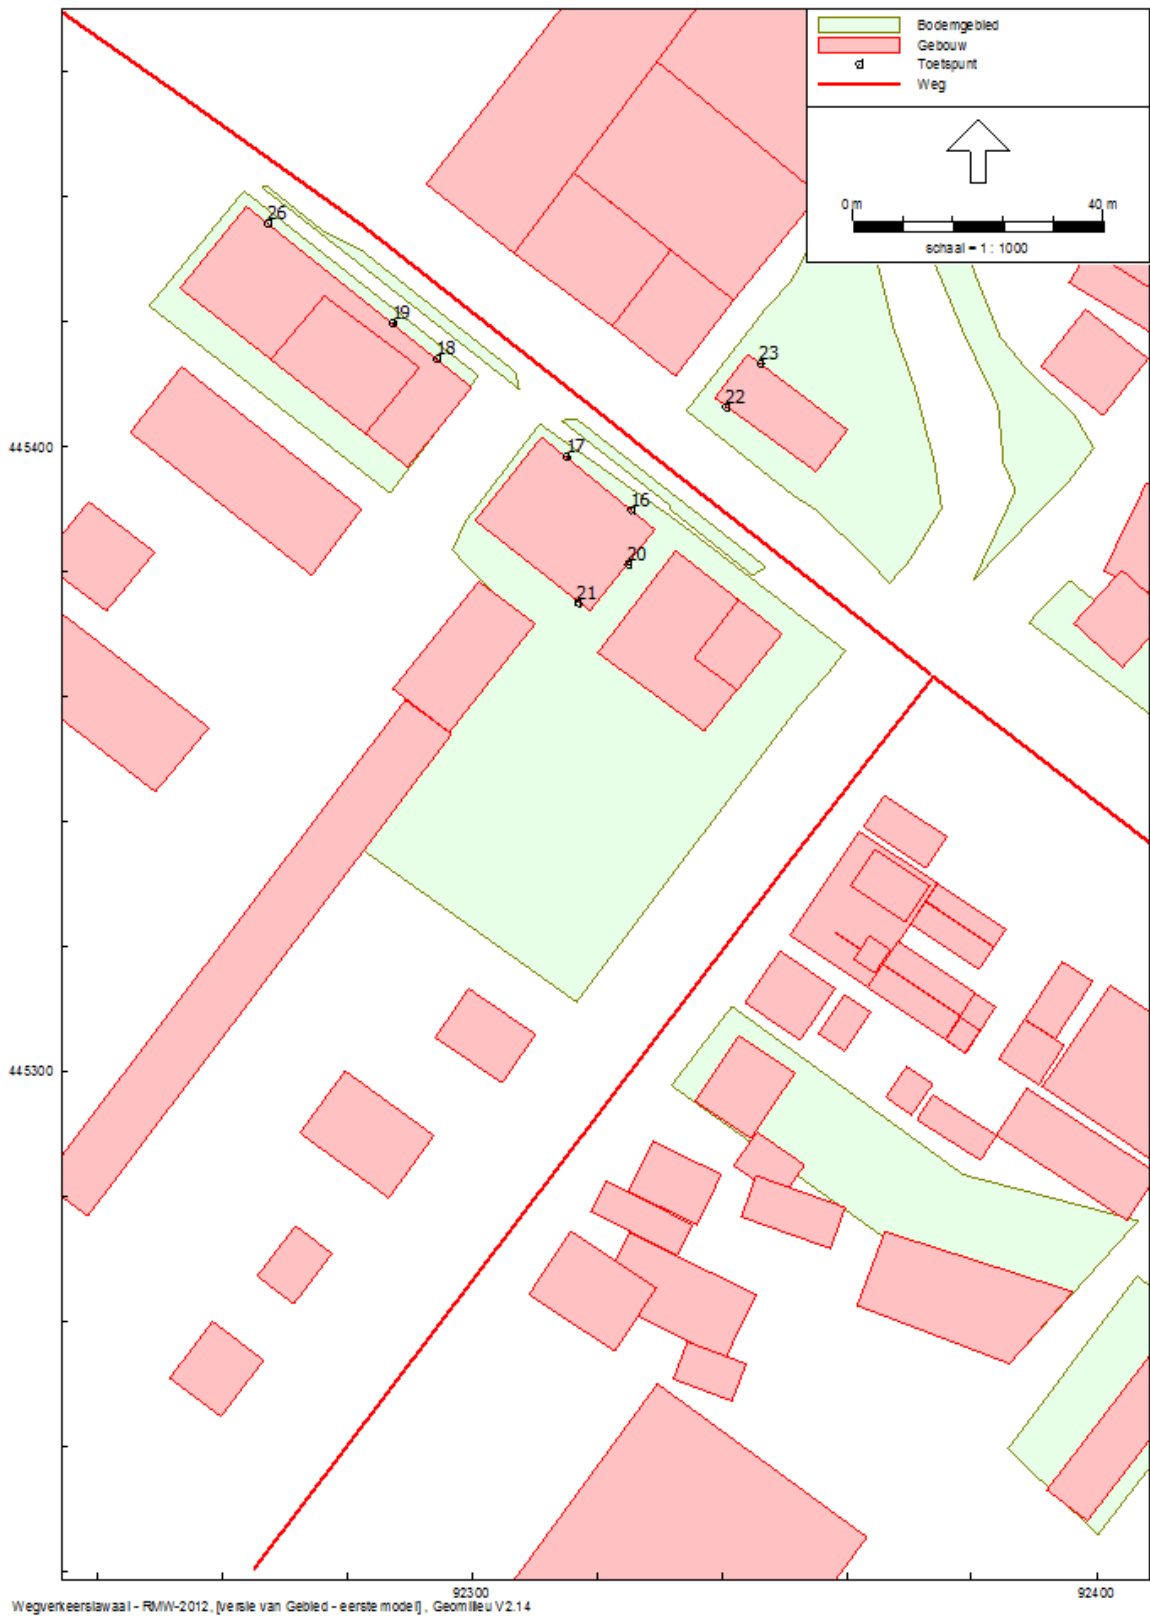 Bodemgebied
Gebouw
Toetspunt
Weg
0 m 40 m
schaal = 1 : 1000
26
19
18
23
22
17
16
20
21
445400
445300
92300 92400
Wegverkeerslawaai - RMW-2012, [versie van Gebied - eerste model], Geomilieu V2.14